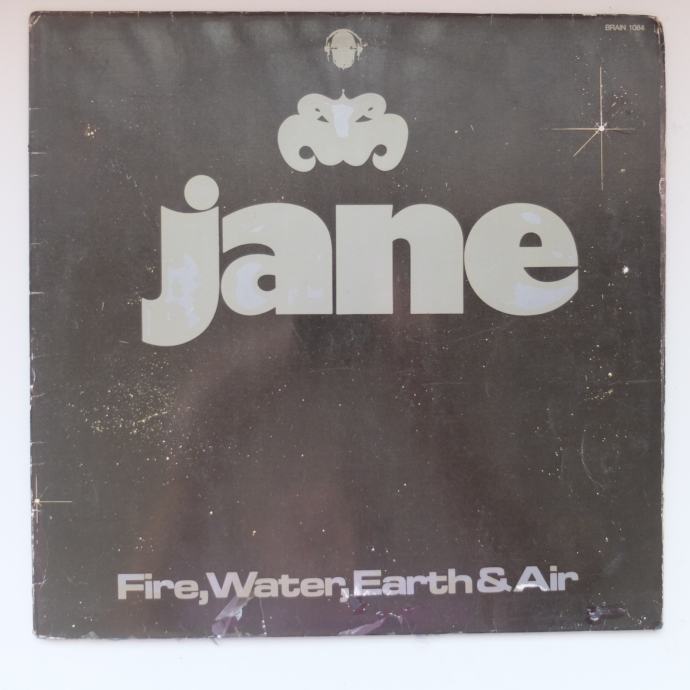 BRAIN 1084
jane
Fire, Water, Earth & Air